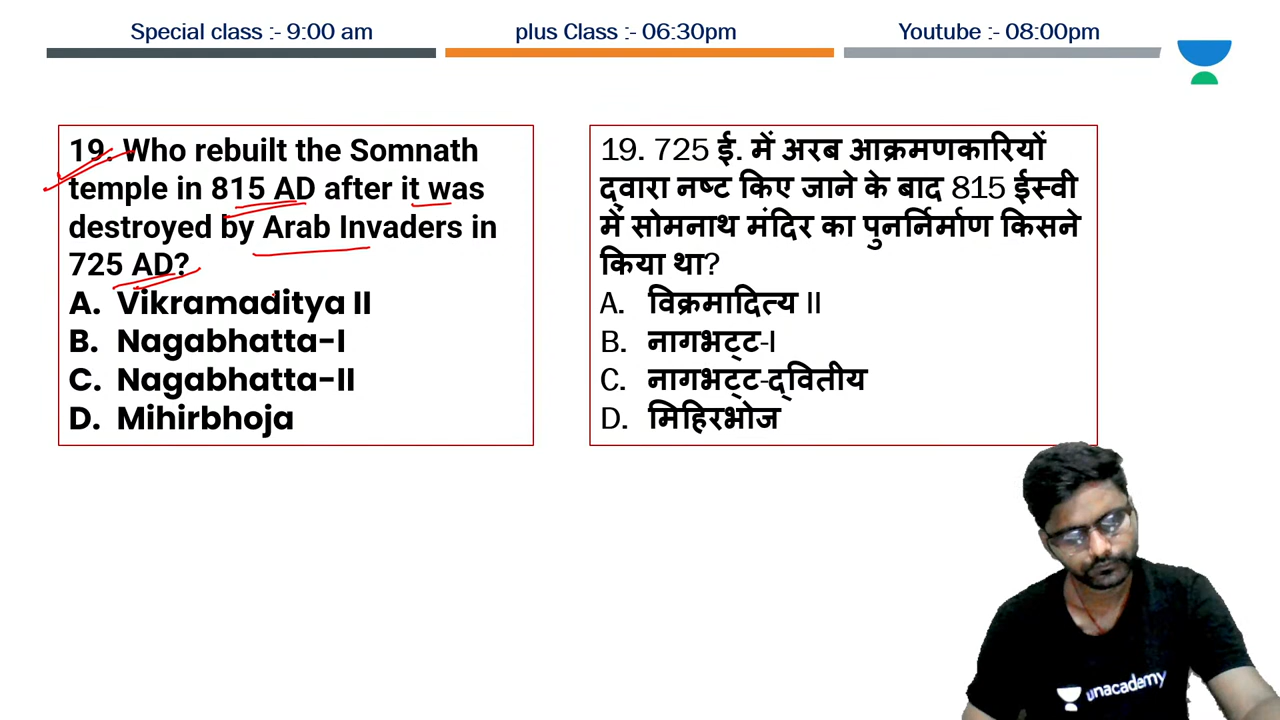 Special class :- 9:00 am
plus Class :- 06:30pm
Youtube :- 08:00pm
19. Who rebuilt the Somnath
temple in 815 AD after it was
destroyed by Arab Invaders in
725 AD?
A. Vikramaditya II
B. Nagabhatta-I
C. Nagabhatta-II
D. Mihirbhoja
19. 725 ई. में अरब आक्रमणकारियों
द्वारा नष्ट किए जाने के बाद 815 ईस्वी
में सोमनाथ मंदिर का पुनर्निर्माण किसने
किया था?
A. विक्रमादित्य II
B. नागभट्ट-I
C. नागभट्ट-द्वितीय
D. मिहिरभोज
unacademy